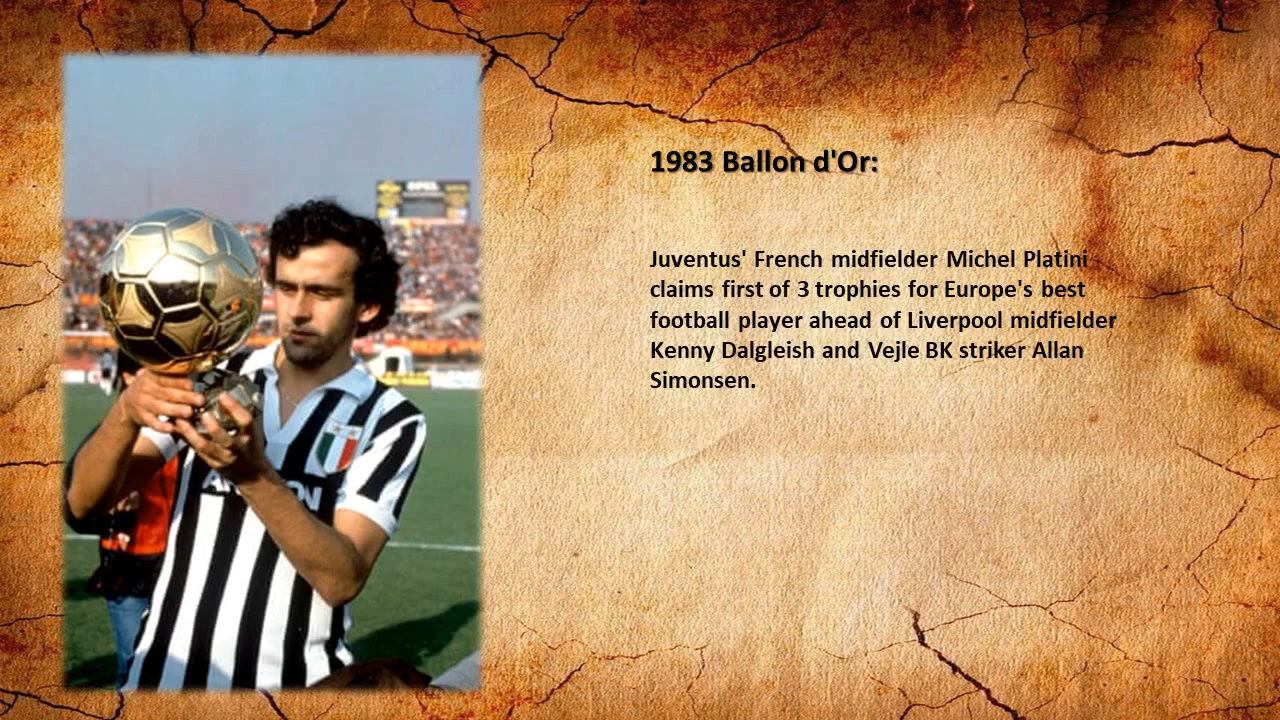 1983 Ballon d'Or:
Juventus' French midfielder Michel Platini
claims first of 3 trophies for Europe's best
football player ahead of Liverpool midfielder
Kenny Dalgleish and Vejle BK striker Allan
Simonsen.
OPEL